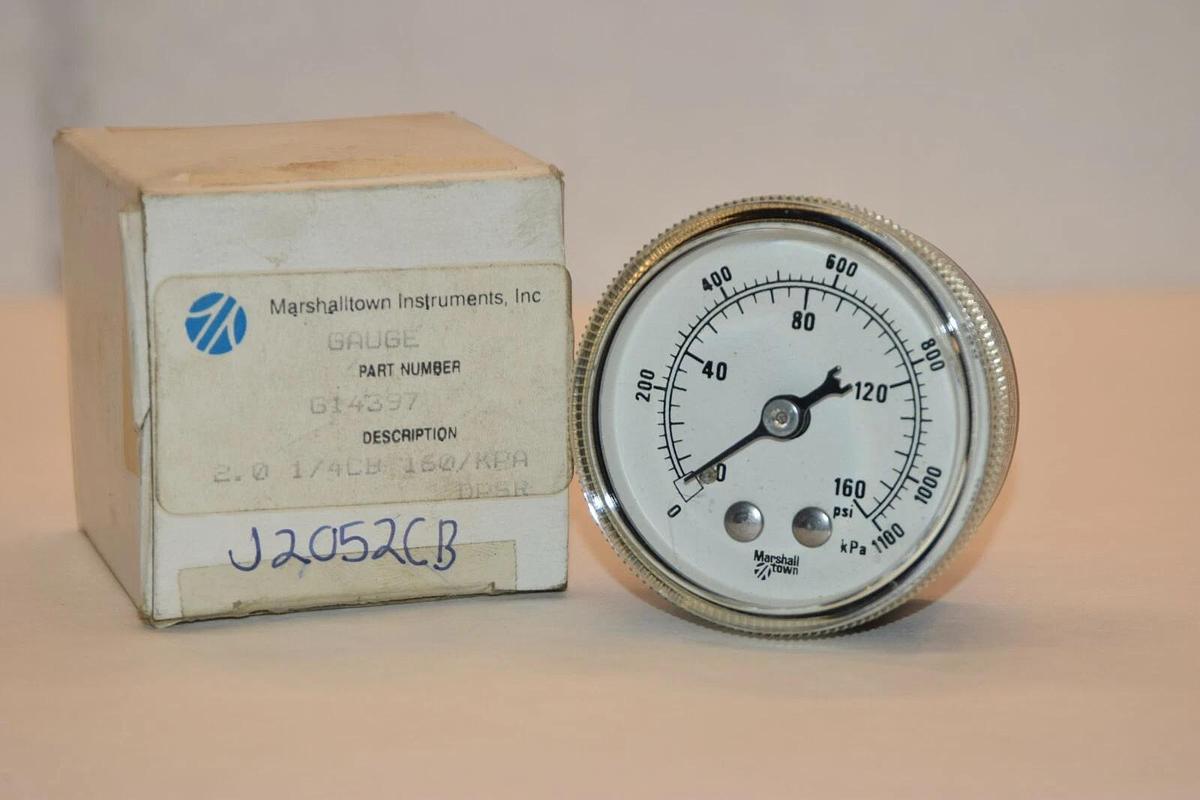 Marshalltown Instruments, Inc
GAUGE
PART NUMBER
G14397
DESCRIPTION
2.0 1/4CB 160/KPA
DPSR
J2052CB
0
200
400
600
800
1000
1100
kPa
0
40
80
120
160
psi
Marshall
town